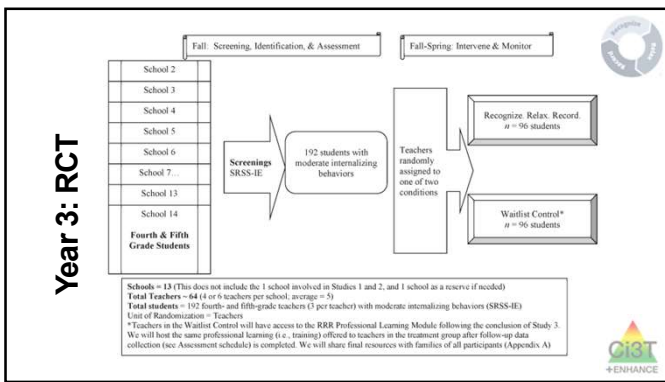 Year 3: RCT
Fall: Screening, Identification, & Assessment
Fall-Spring: Intervene & Monitor
School 2
School 3
School 4
School 5
School 6
School 7…
School 13
School 14
Fourth & Fifth
Grade Students
Screenings
SRSS-IE
192 students with
moderate internalizing
behaviors
Teachers
randomly
assigned to
one of two
conditions
Recognize. Relax. Record.
n = 96 students
Waitlist Control*
n = 96 students
Schools = 13 (This does not include the 1 school involved in Studies 1 and 2, and 1 school as a reserve if needed)
Total Teachers ~ 64 (4 or 6 teachers per school; average = 5)
Total students = 192 fourth- and fifth-grade teachers (3 per teacher) with moderate internalizing behaviors (SRSS-IE)
Unit of Randomization = Teachers
*Teachers in the Waitlist Control will have access to the RRR Professional Learning Module following the conclusion of Study 3.
We will host the same professional learning (i.e., training) offered to teachers in the treatment group after follow-up data
collection (see Assessment schedule) is completed. We will share final resources with families of all participants (Appendix A)
Recognize
Relax
Record
Ci3T
+ENHANCE